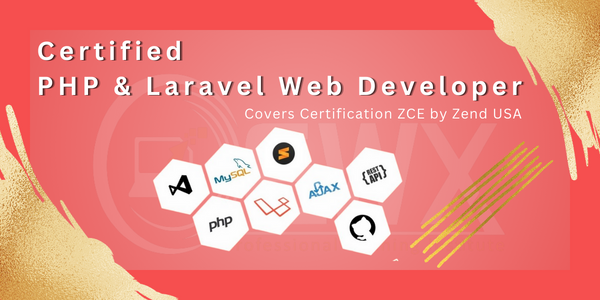 Certified
PHP & Laravel Web Developer
Covers Certification ZCE by Zend USA
MySQL
AJAX
{REST
API}
php